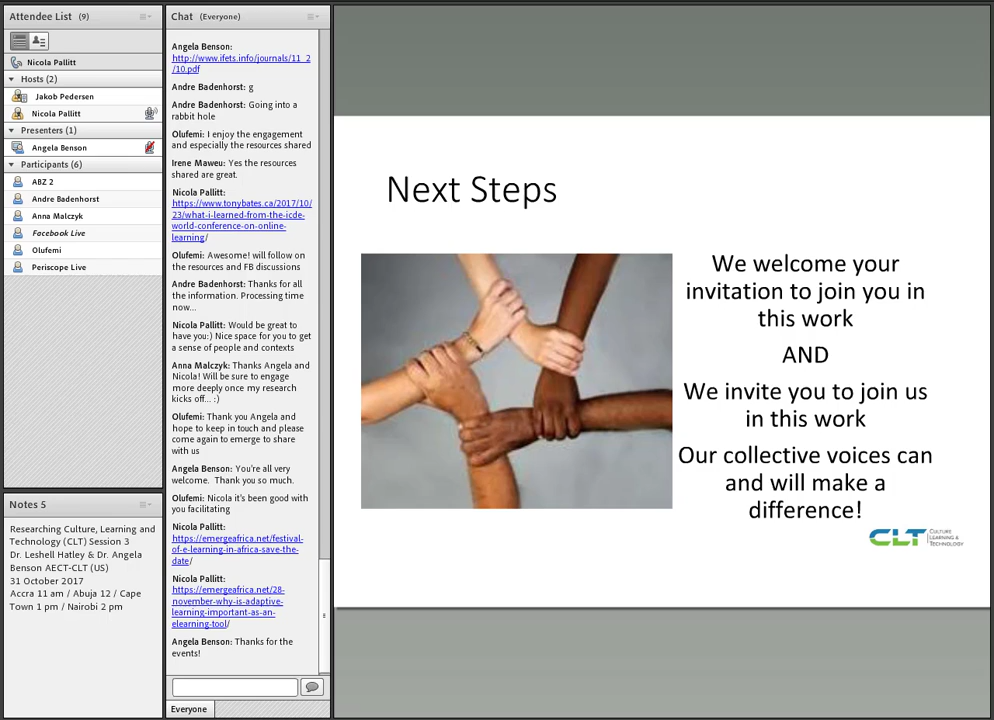 Attendee List (9)
Nicola Pallitt
Hosts (2)
Jakob Pedersen
Nicola Pallitt
Presenters (1)
Angela Benson
Participants (6)
ABZ 2
Andre Badenhorst
Anna Malczyk
Facebook Live
Olufemi
Periscope Live
Notes 5
Researching Culture, Learning and
Technology (CLT) Session 3
Dr. Leshell Hatley & Dr. Angela
Benson AECT-CLT (US)
31 October 2017
Accra 11 am / Abuja 12 / Cape
Town 1 pm / Nairobi 2 pm
Chat (Everyone)
Angela Benson:
http://www.ifets.info/journals/11_2
/10.pdf
Andre Badenhorst: g
Andre Badenhorst: Going into a
rabbit hole
Olufemi: I enjoy the engagement
and especially the resources shared
Irene Maweu: Yes the resources
shared are great.
Nicola Pallitt:
https://www.tonybates.ca/2017/10/
23/what-i-learned-from-the-icde-
world-conference-on-online-
learning/
Olufemi: Awesome! will follow on
the resources and FB discussions
Andre Badenhorst: Thanks for all
the information. Processing time
now...
Nicola Pallitt: Would be great to
have you:) Nice space for you to get
a sense of people and contexts
Anna Malczyk: Thanks Angela and
Nicola! Will be sure to engage
more deeply once my research
kicks off... :)
Olufemi: Thank you Angela and
hope to keep in touch and please
come again to emerge to share
with us
Angela Benson: You're all very
welcome. Thank you so much.
Olufemi: Nicola it's been good with
you facilitating
Nicola Pallitt:
https://emergeafrica.net/festival-
of-e-learning-in-africa-save-the-
date/
Nicola Pallitt:
https://emergeafrica.net/28-
november-why-is-adaptive-
learning-important-as-an-
elearning-tool/
Angela Benson: Thanks for the
events!
Everyone
Next Steps
We welcome your
invitation to join you in
this work
AND
We invite you to join us
in this work
Our collective voices can
and will make a
difference!
CLT
CULTURE
LEARNING &
TECHNOLOGY